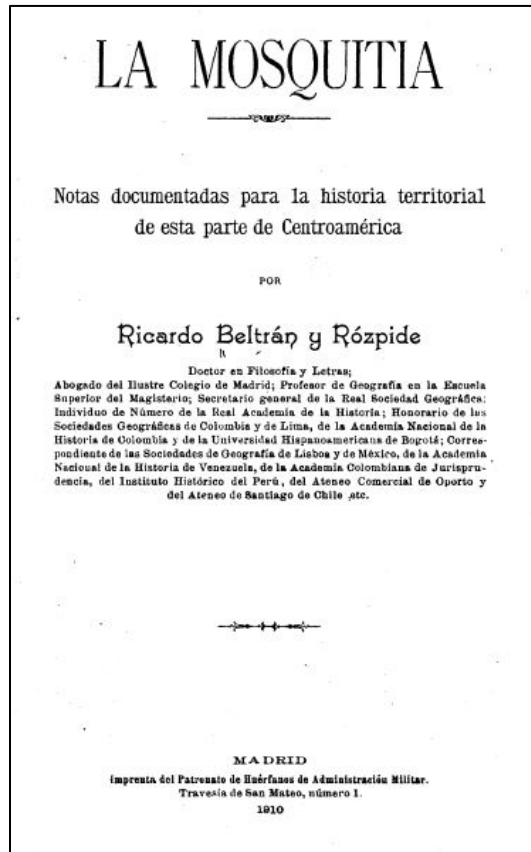 LA MOSQUITIA
Notas documentadas para la historia territorial
de esta parte de Centroamérica
POR
Ricardo Beltrán y Rózpide
Doctor en Filosofía y Letras;
Abogado del Ilustre Colegio de Madrid; Profesor de Geografía en la Escuela
Superior del Magisterio; Secretario general de la Real Sociedad Geográfica;
Individuo de Número de la Real Academia de la Historia; Honorario de las
Sociedades Geográficas de Colombia y de Lima, de la Academia Nacional de la
Historia de Colombia y de la Universidad Hispanoamericana de Bogotá; Corres-
pondiente de las Sociedades de Geografía de Lisboa y de México, de la Academia
Nacional de la Historia de Venezuela, de la Academia Colombiana de Jurispru-
dencia, del Instituto Histórico del Perú, del Ateneo Comercial de Oporto y
del Ateneo de Santiago de Chile etc.
MADRID
Imprenta del Patronato de Huérfanos de Administración Militar.
Travesía de San Mateo, número 1.
1910